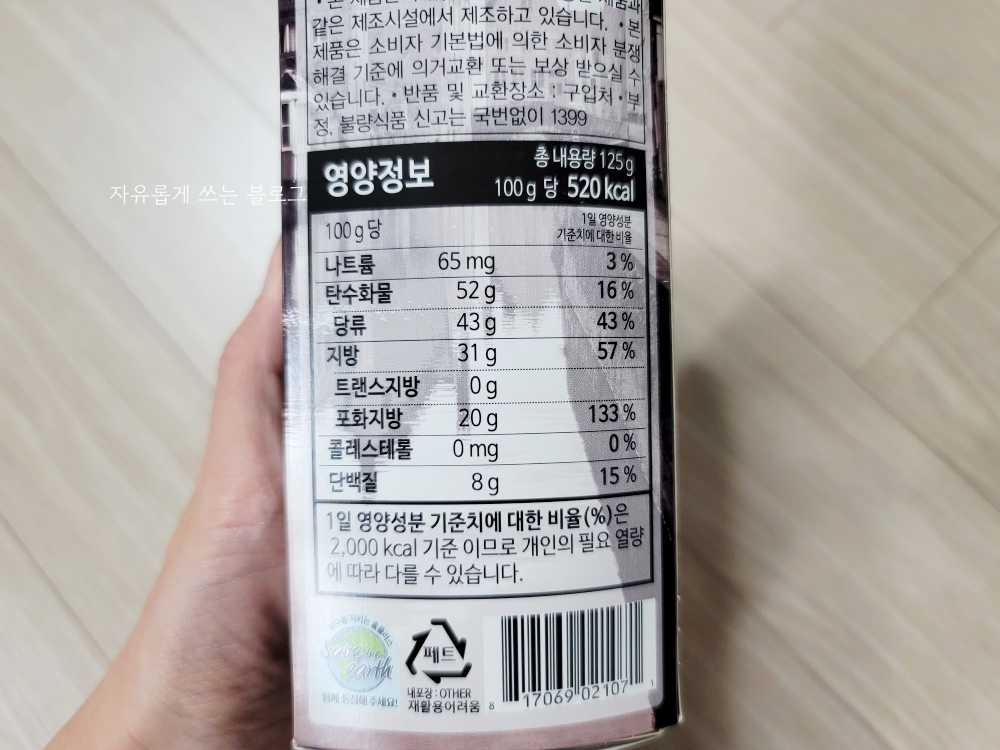 같은 제조시설에서 제조하고 있습니다. • 본
제품은 소비자 기본법에 의한 소비자 분쟁
해결 기준에 의거교환 또는 보상 받으실 수
있습니다. • 반품 및 교환장소 : 구입처 • 부
정, 불량식품 신고는 국번없이 1399
영양정보
총 내용량 125 g
100 g 당 520 kcal
자유롭게 쓰는 블로그
100 g 당
1일 영양성분
기준치에 대한 비율
나트륨 65 mg 3 %
탄수화물 52 g 16 %
당류 43 g 43 %
지방 31 g 57 %
트랜스지방 0 g
포화지방 20 g 133 %
콜레스테롤 0 mg 0 %
단백질 8 g 15 %
1일 영양성분 기준치에 대한 비율(%)은
2,000 kcal 기준 이므로 개인의 필요 열량
에 따라 다를 수 있습니다.
earth
함께 동참해 주세요!
페트
내포장 : OTHER
재활용어려움
8 17069 02107 1